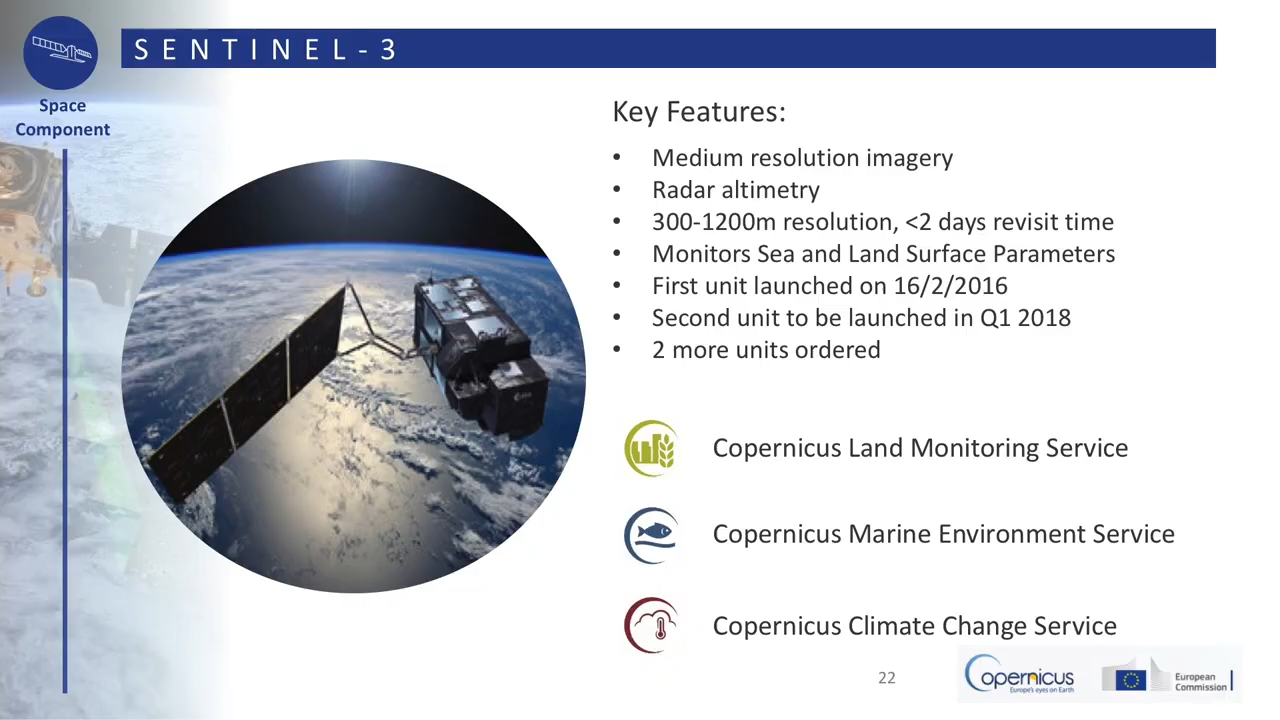 SENTINEL-3
Space
Component
Key Features:
• Medium resolution imagery
• Radar altimetry
• 300-1200m resolution, <2 days revisit time
• Monitors Sea and Land Surface Parameters
• First unit launched on 16/2/2016
• Second unit to be launched in Q1 2018
• 2 more units ordered
Copernicus Land Monitoring Service
Copernicus Marine Environment Service
Copernicus Climate Change Service
22
opernicus
Europe's eyes on Earth
European
Commission